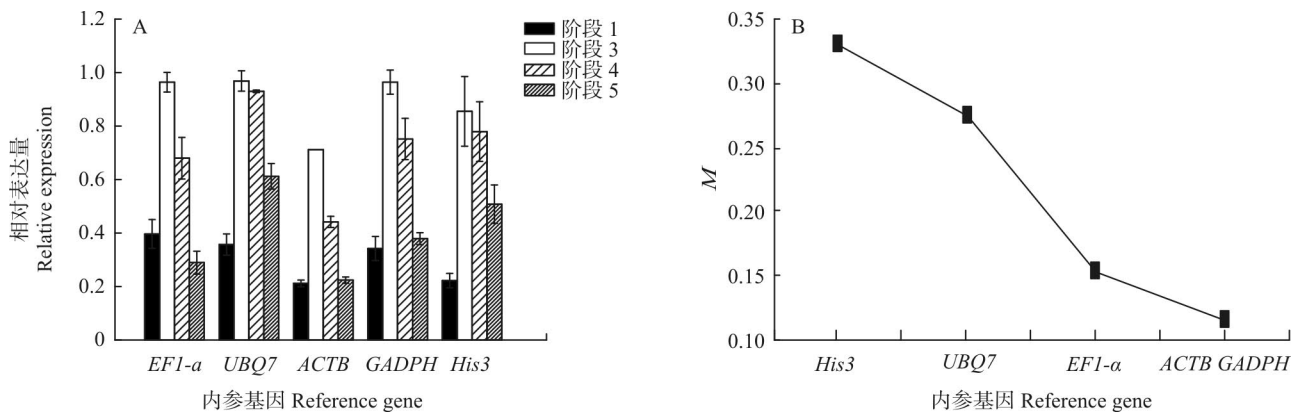 A
阶段 1
阶段 3
阶段 4
阶段 5
1.2
1.0
0.8
0.6
0.4
0.2
0
相对表达量
Relative expression
EF1-a UBQ7 ACTB GADPH His3
内参基因 Reference gene
B
0.35
0.30
0.25
0.20
0.15
0.10
M
His3 UBQ7 EF1-α ACTB GADPH
内参基因 Reference gene